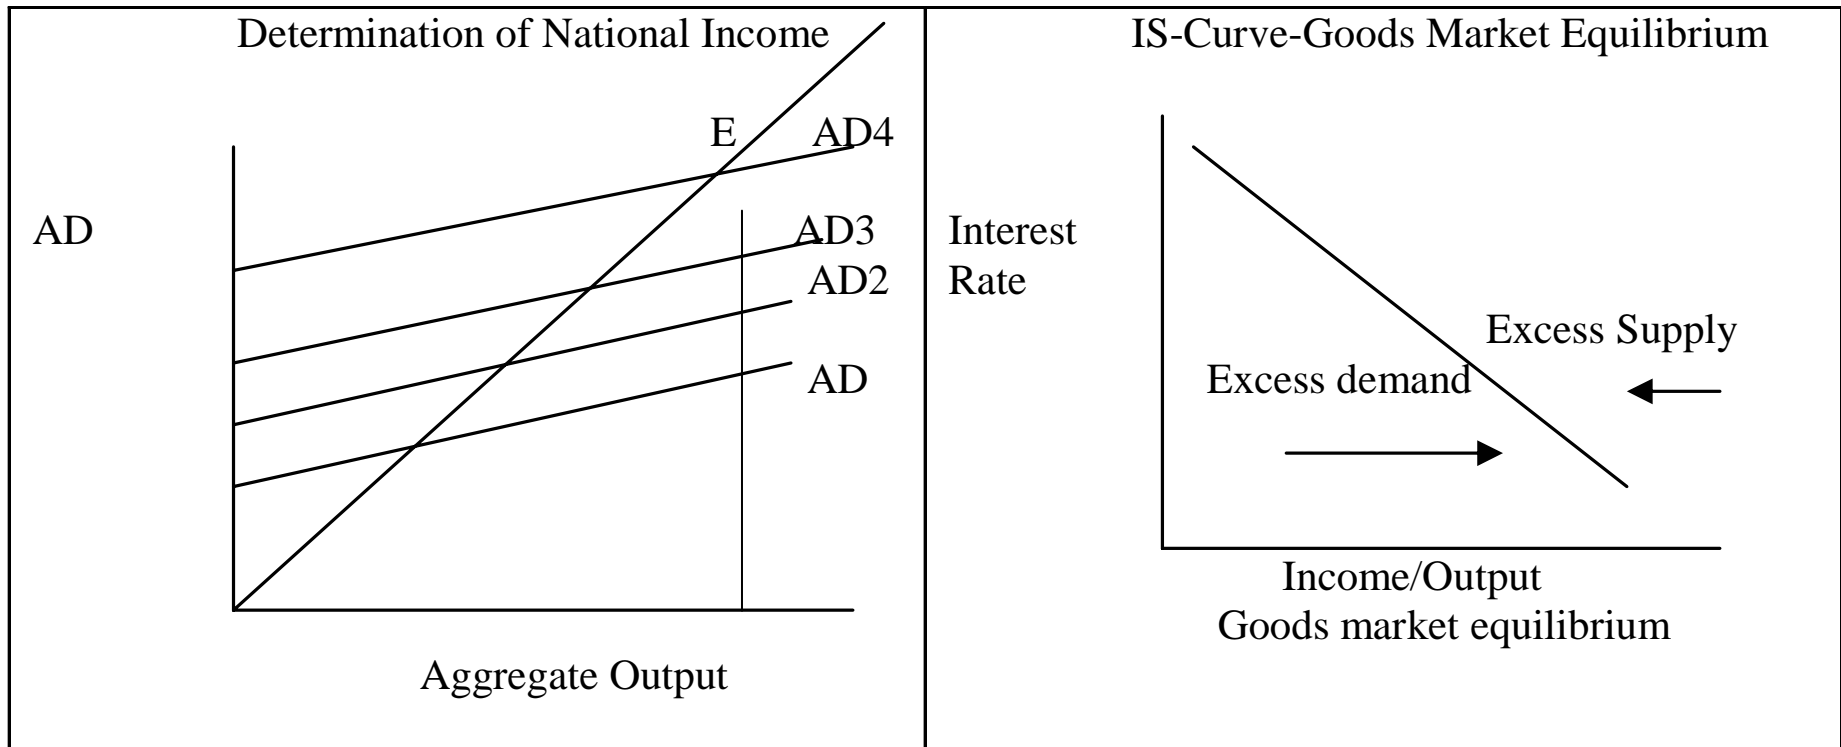 Determination of National Income
E
AD4
AD
AD3
AD2
AD
Aggregate Output
IS-Curve-Goods Market Equilibrium
Interest
Rate
Excess Supply
Excess demand
Income/Output
Goods market equilibrium